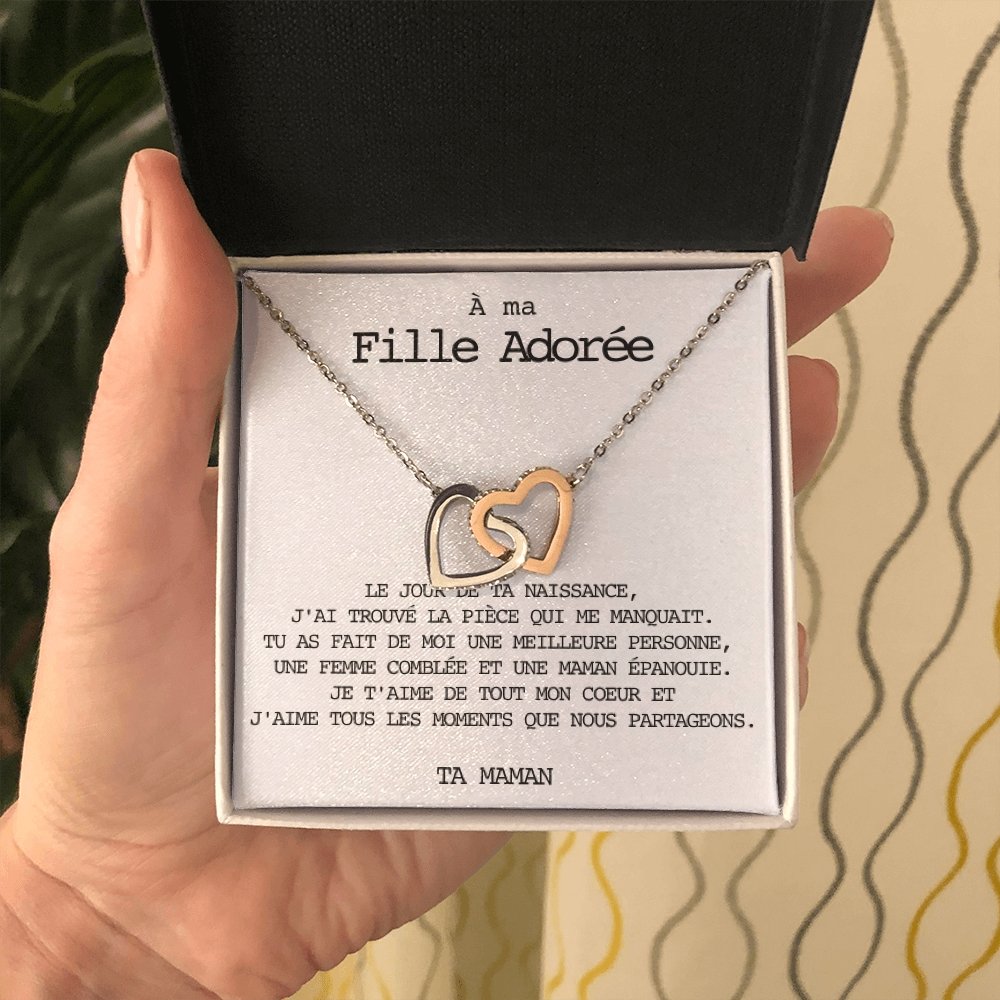 À ma
Fille Adorée
LE JOUR DE TA NAISSANCE,
J'AI TROUVÉ LA PIÈCE QUI ME MANQUAIT.
TU AS FAIT DE MOI UNE MEILLEURE PERSONNE,
UNE FEMME COMBLÉE ET UNE MAMAN ÉPANOUIE.
JE T'AIME DE TOUT MON COEUR ET
J'AIME TOUS LES MOMENTS QUE NOUS PARTAGEONS.
TA MAMAN